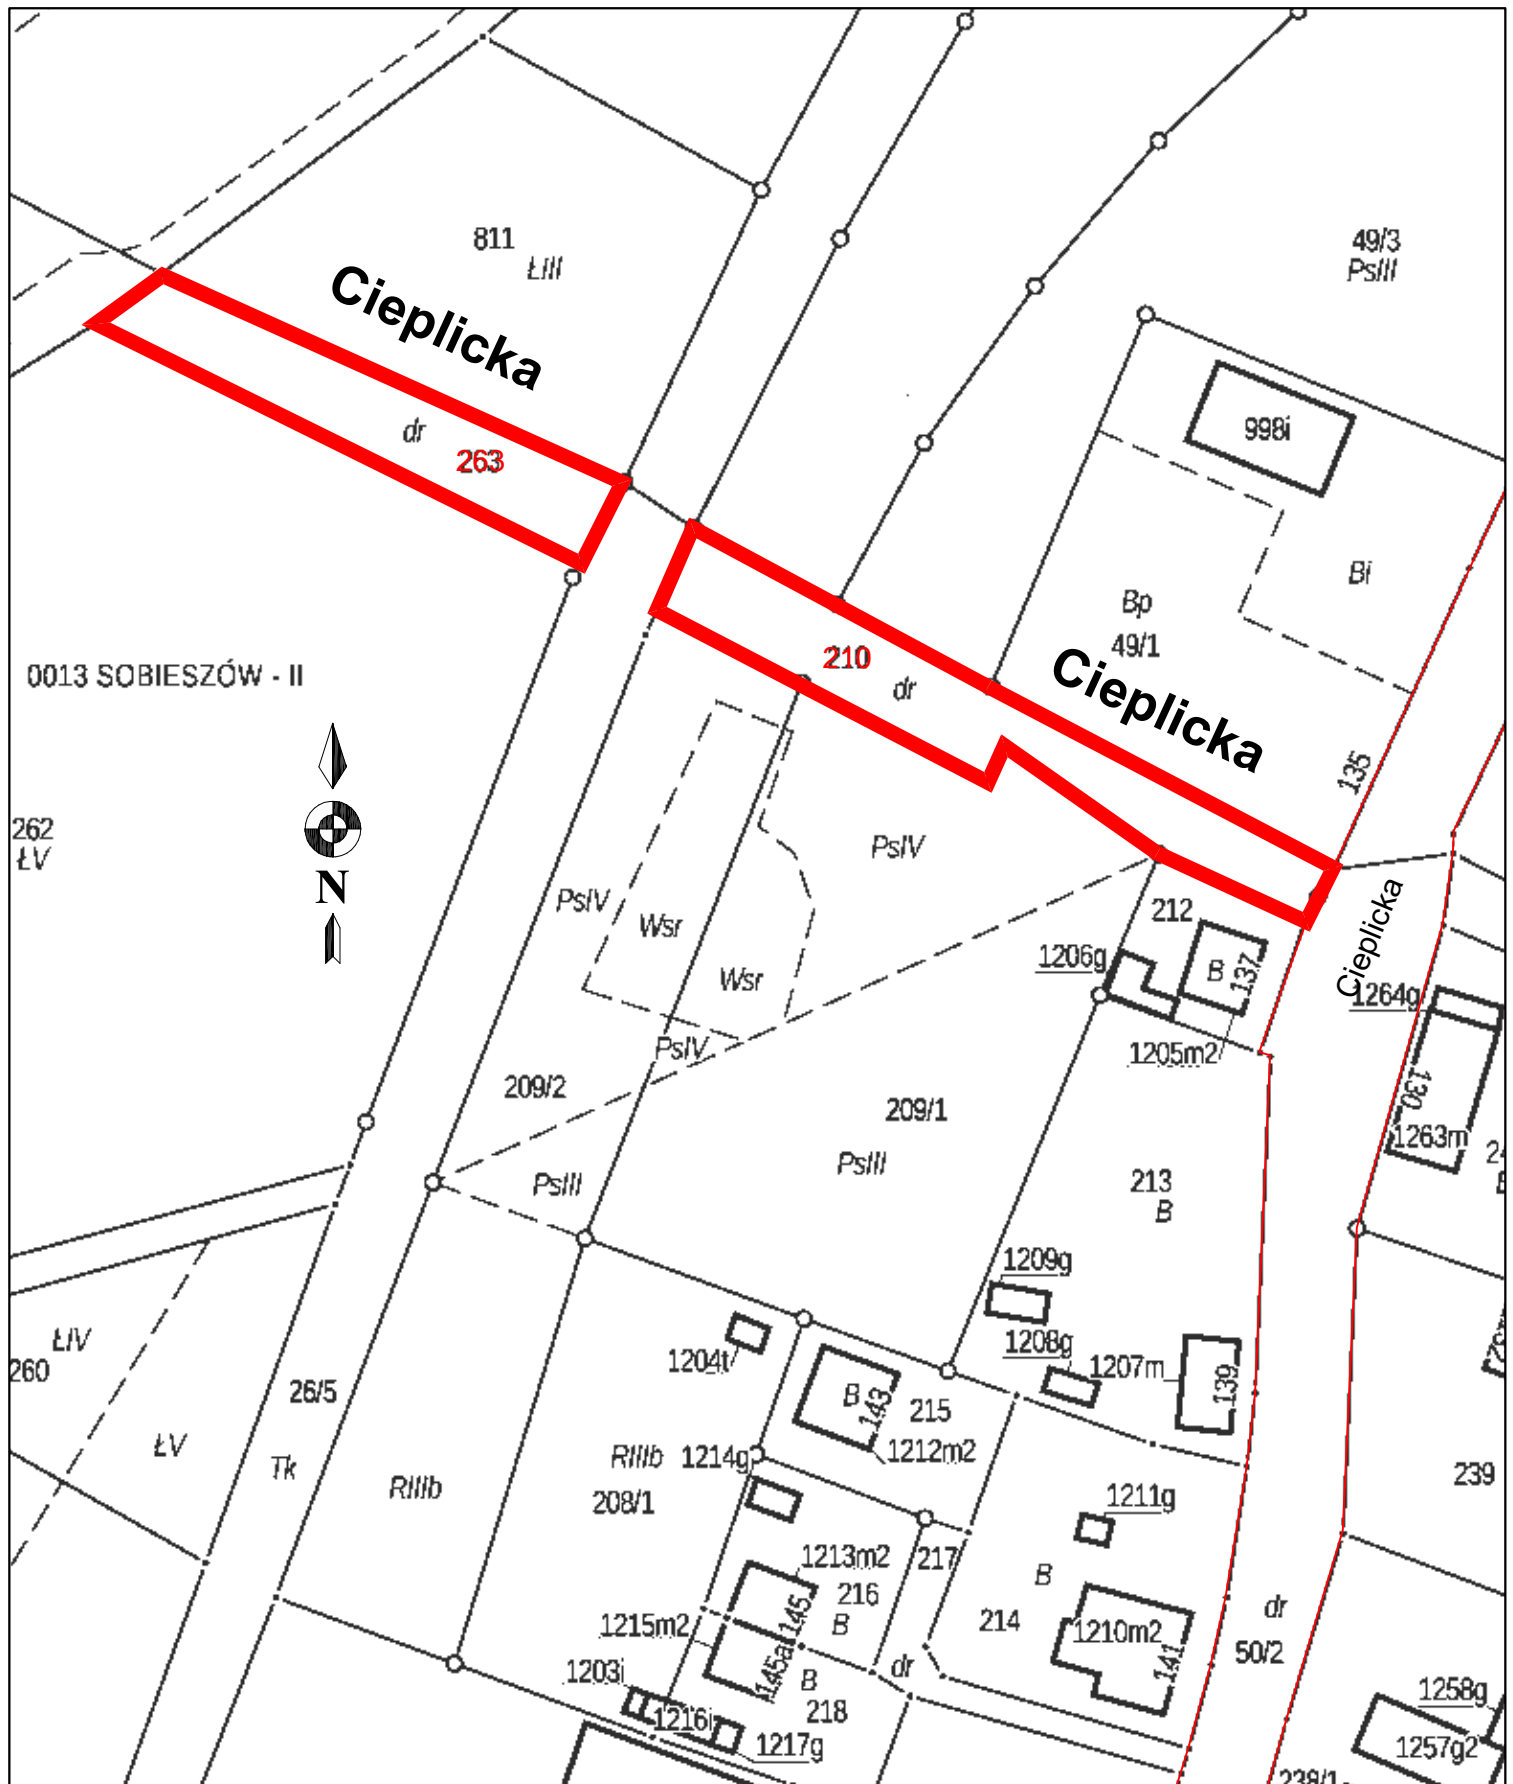 811
ŁIII
49/3
PsIII
Cieplicka
dr
263
998i
Bi
Bp
49/1
210
dr
0013 SOBIESZÓW - II
Cieplicka
135
262
ŁV
N
PsIV
PsIV
Wsr
Wsr
212
1206g
B
137
Cieplicka
1264g
PsIV
1205m2
209/2
209/1
130
1263m
PsIII
PsIII
213
B
1209g
ŁIV
260
1204t
1208g
1207m
139
26/5
B
143
215
1212m2
ŁV
Tk
RIIIb
RIIIb
1214g
208/1
239
1211g
1213m2
217
216
B
145
B
214
1210m2
141
dr
50/2
1215m2
145a
dr
1203i
B
218
1216i
1217g
1258g
1257g2
238/1